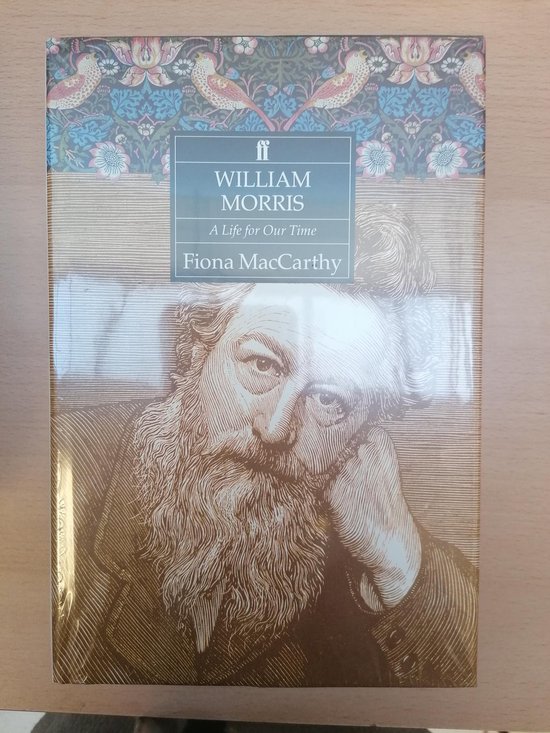 ff
WILLIAM
MORRIS
A Life for Our Time
Fiona MacCarthy